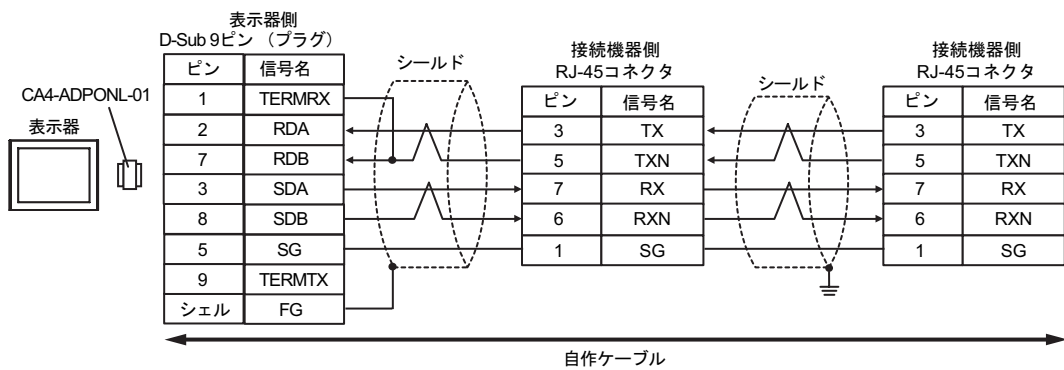 表示器側
D-Sub 9ピン (プラグ)
シールド
接続機器側
RJ-45コネクタ
シールド
接続機器側
RJ-45コネクタ
CA4-ADPONL-01
表示器
ピン 信号名
1 TERMRX
2 RDA
7 RDB
3 SDA
8 SDB
5 SG
9 TERMTX
シェル FG
ピン 信号名
3 TX
5 TXN
7 RX
6 RXN
1 SG
ピン 信号名
3 TX
5 TXN
7 RX
6 RXN
1 SG
自作ケーブル